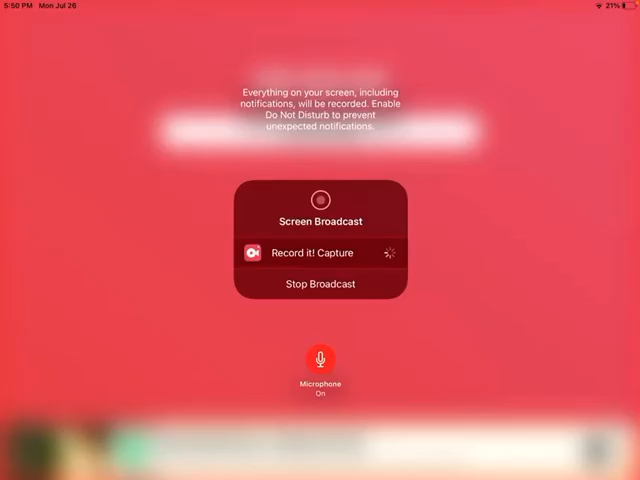 5:50 PM Mon Jul 26
21%
Everything on your screen, including
notifications, will be recorded. Enable
Do Not Disturb to prevent
unexpected notifications.
Screen Broadcast
Record it! Capture
Stop Broadcast
Microphone
On